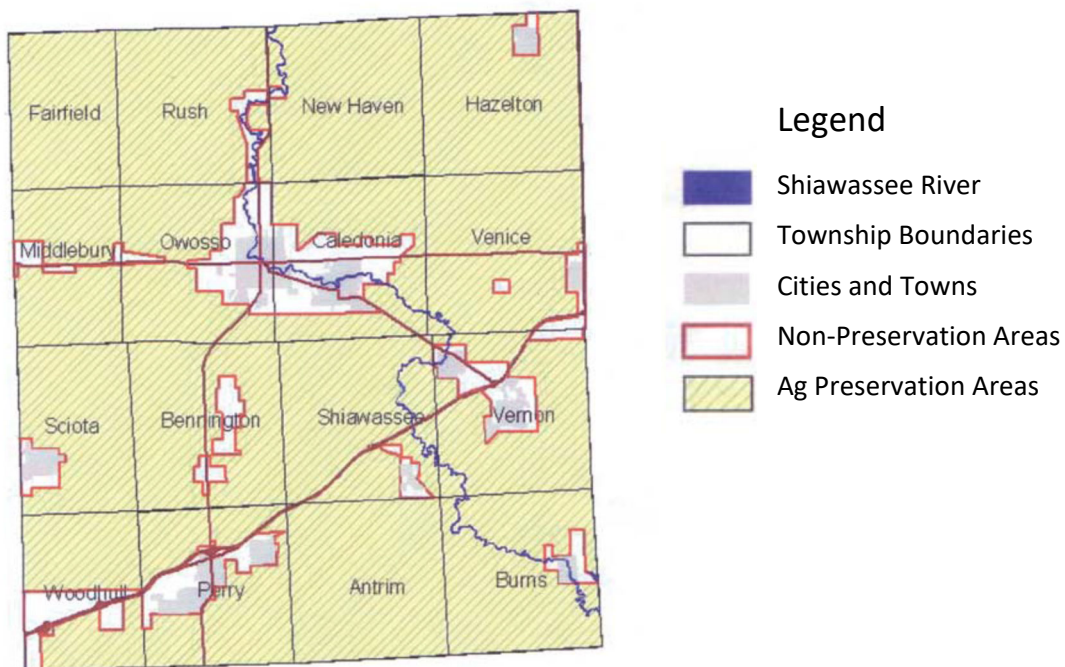 Fairfield
Rush
New Haven
Hazelton
Middlebury
Owosso
Caledonia
Venice
Sciota
Bennington
Shiawassee
Vernon
Woodhull
Perry
Antrim
Burns
Legend
Shiawassee River
Township Boundaries
Cities and Towns
Non-Preservation Areas
Ag Preservation Areas